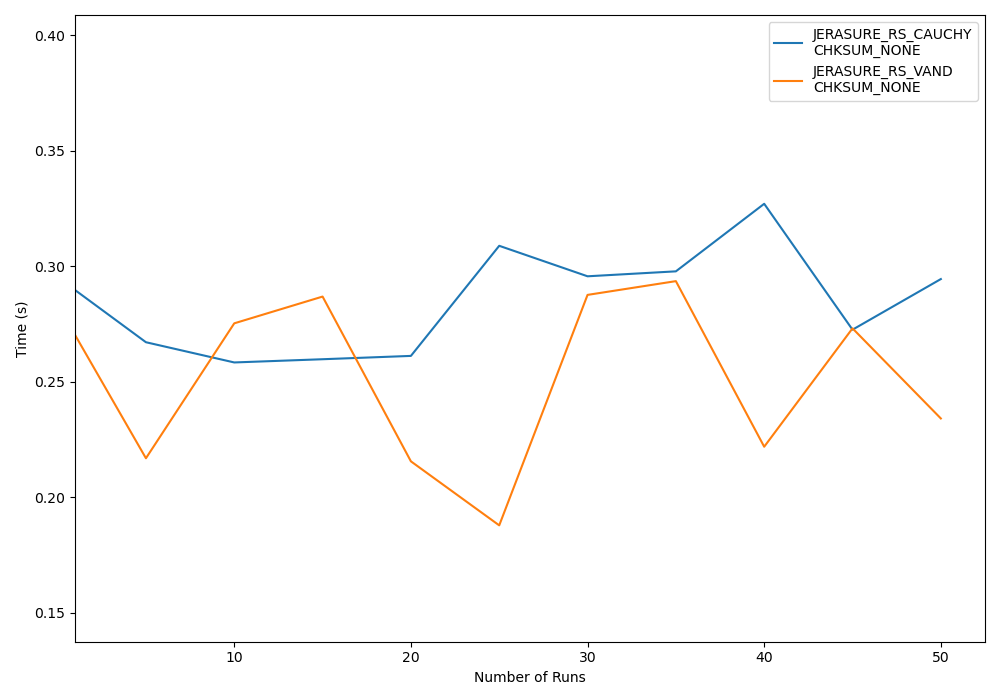 JERASURE_RS_CAUCHY
CHKSUM_NONE
JERASURE_RS_VAND
CHKSUM_NONE
Time (s)
0.40
0.35
0.30
0.25
0.20
0.15
10 20 30 40 50
Number of Runs